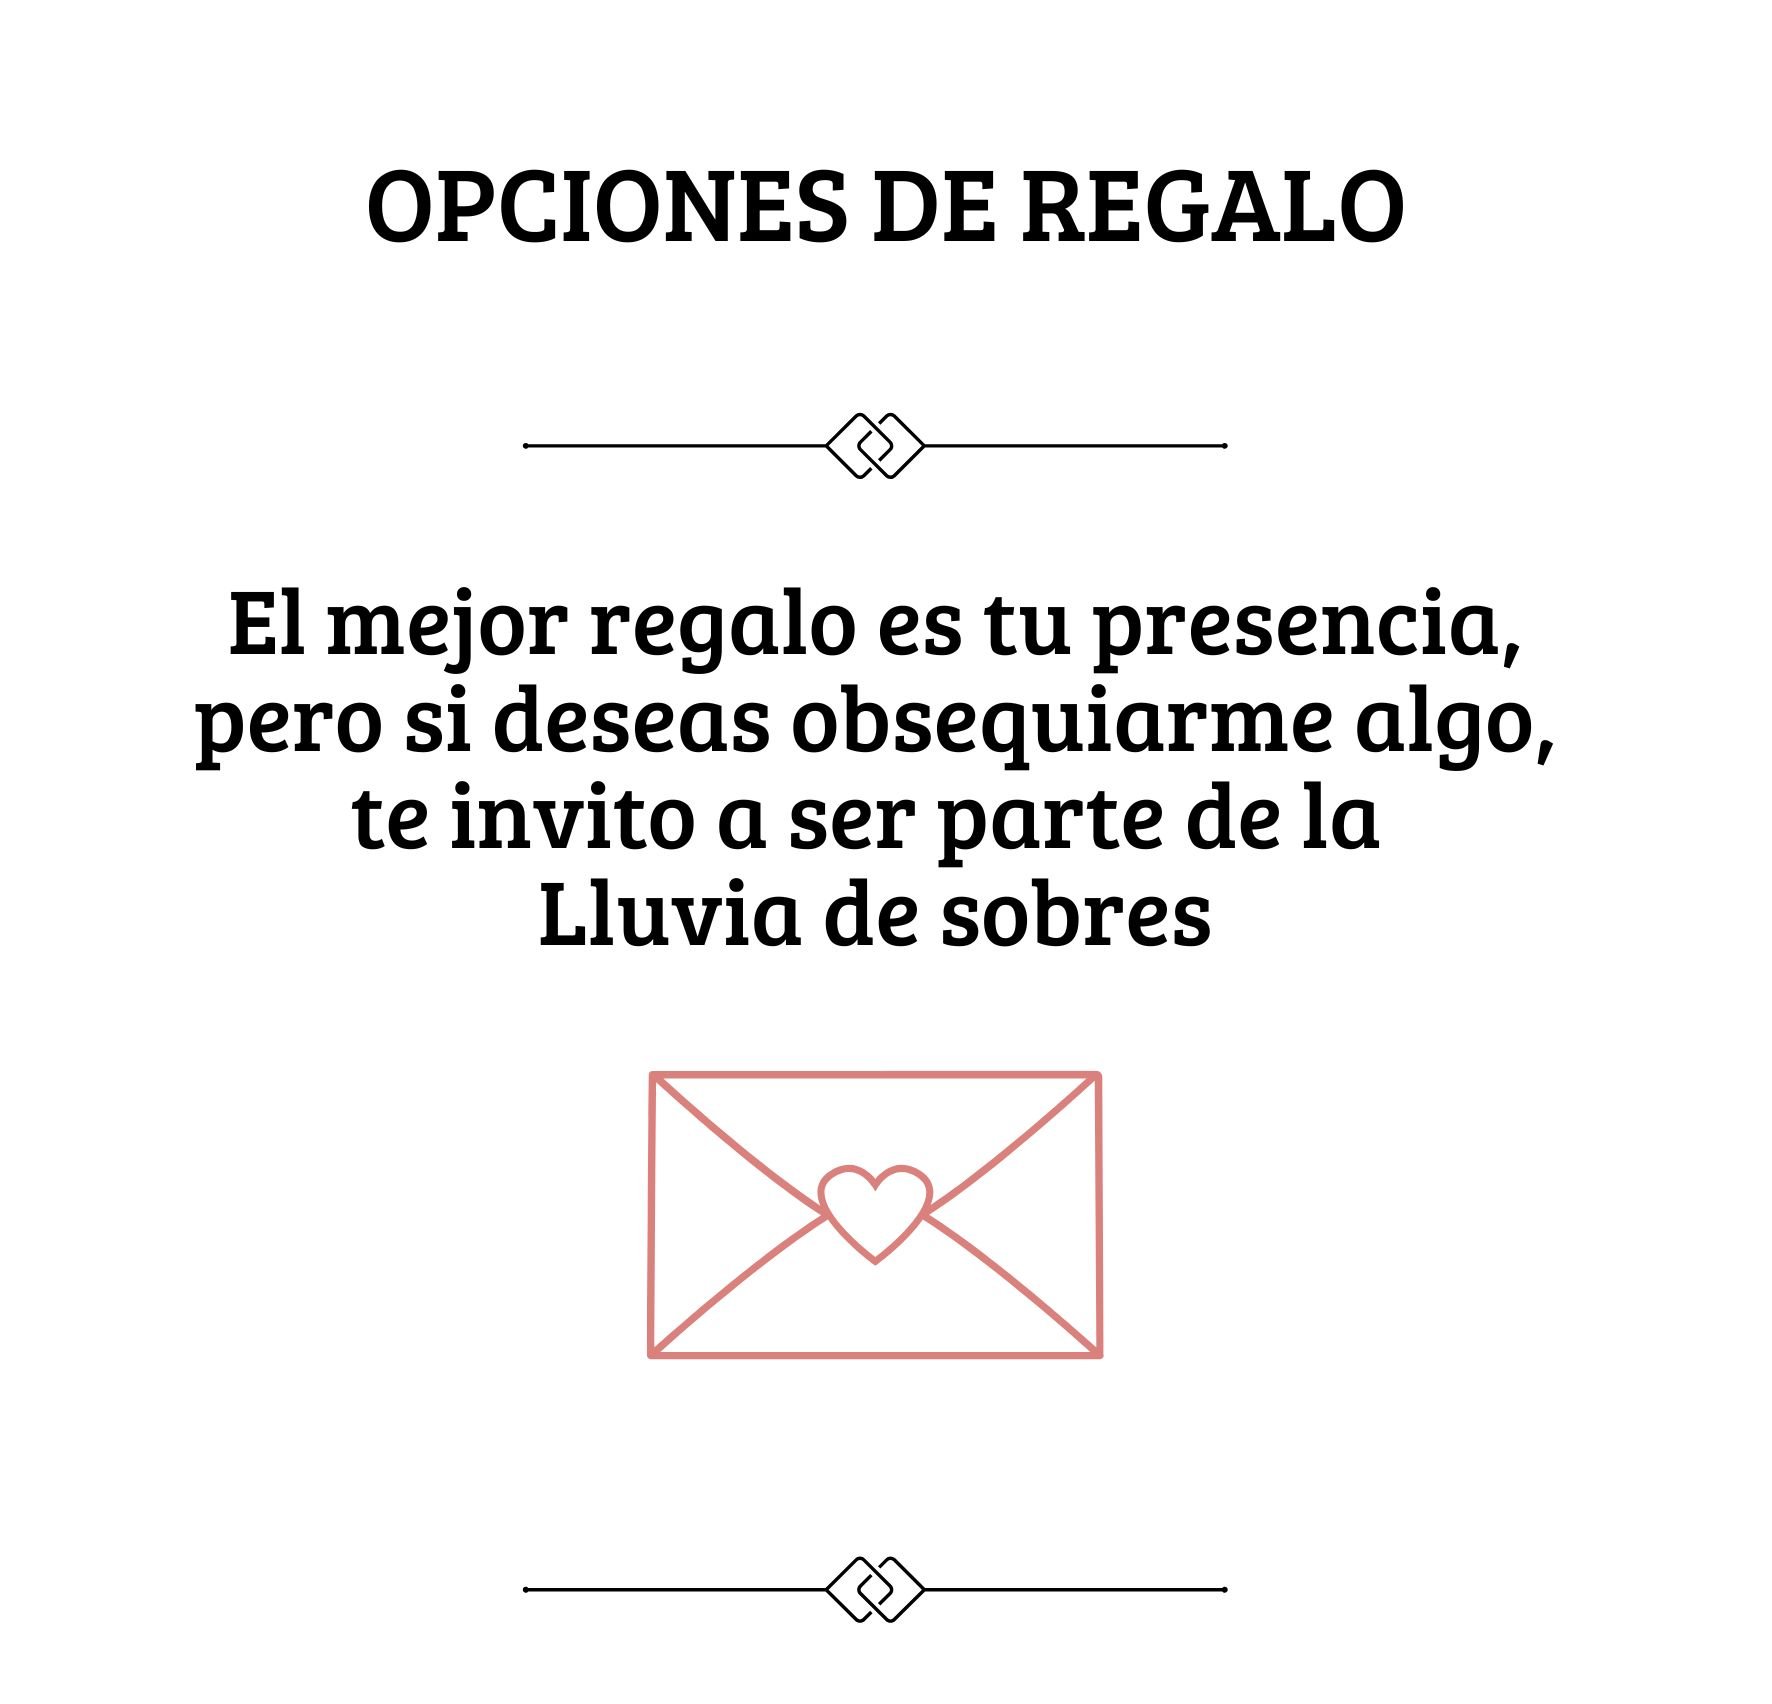 OPCIONES DE REGALO
El mejor regalo es tu presencia,
pero si deseas obsequiarme algo,
te invito a ser parte de la
Lluvia de sobres